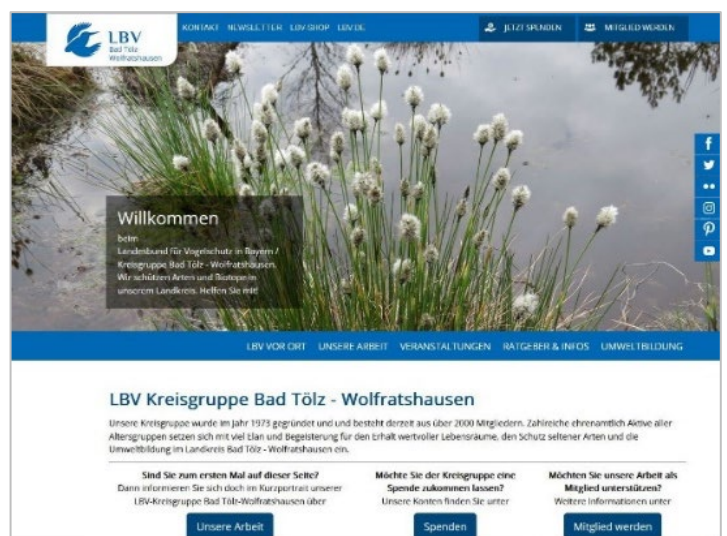 LBV
Bad Tölz
Wolfratshausen
KONTAKT NEWSLETTER LBV-SHOP LBV.DE
JETZT SPENDEN
MITGLIED WERDEN
Willkommen
beim
Landesbund für Vogelschutz in Bayern /
Kreisgruppe Bad Tölz - Wolfratshausen.
Wir schützen Arten und Biotope in
unserem Landkreis. Helfen Sie mit!
LBV VOR ORT UNSERE ARBEIT VERANSTALTUNGEN RATGEBER & INFOS UMWELTBILDUNG
LBV Kreisgruppe Bad Tölz - Wolfratshausen
Unsere Kreisgruppe wurde im Jahr 1973 gegründet und und besteht derzeit aus über 2000 Mitgliedern. Zahlreiche ehrenamtlich Aktive aller
Altersgruppen setzen sich mit viel Elan und Begeisterung für den Erhalt wertvoller Lebensräume, den Schutz seltener Arten und die
Umweltbildung im Landkreis Bad Tölz - Wolfratshausen ein.
Sind Sie zum ersten Mal auf dieser Seite?
Dann informieren Sie sich doch im Kurzportrait unserer
LBV-Kreisgruppe Bad Tölz-Wolfratshausen über
Unsere Arbeit
Möchte Sie der Kreisgruppe eine
Spende zukommen lassen?
Unsere Konten finden Sie unter
Spenden
Möchten Sie unsere Arbeit als
Mitglied unterstützen?
Weitere Informationen unter
Mitglied werden